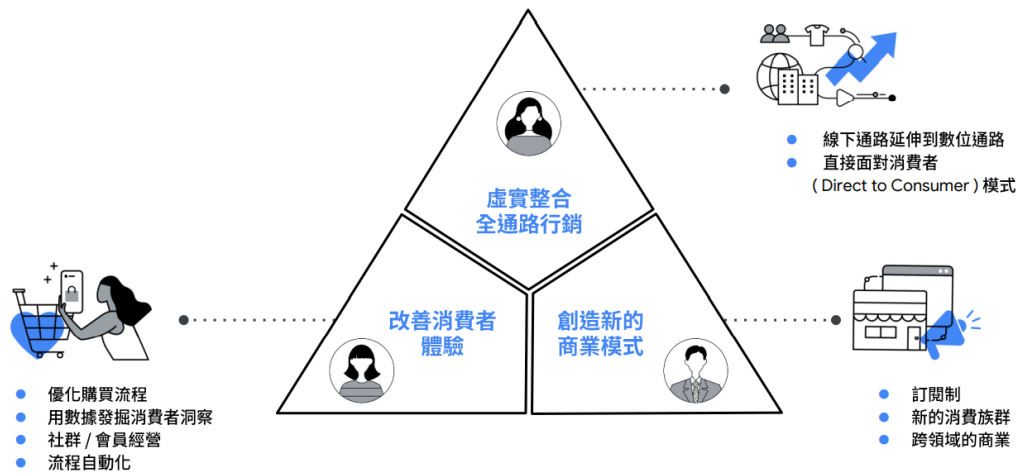 虛實整合
全通路行銷
線下通路延伸到數位通路
直接面對消費者
( Direct to Consumer ) 模式
改善消費者
體驗
創造新的
商業模式
優化購買流程
用數據發掘消費者洞察
社群 / 會員經營
流程自動化
訂閱制
新的消費族群
跨領域的商業